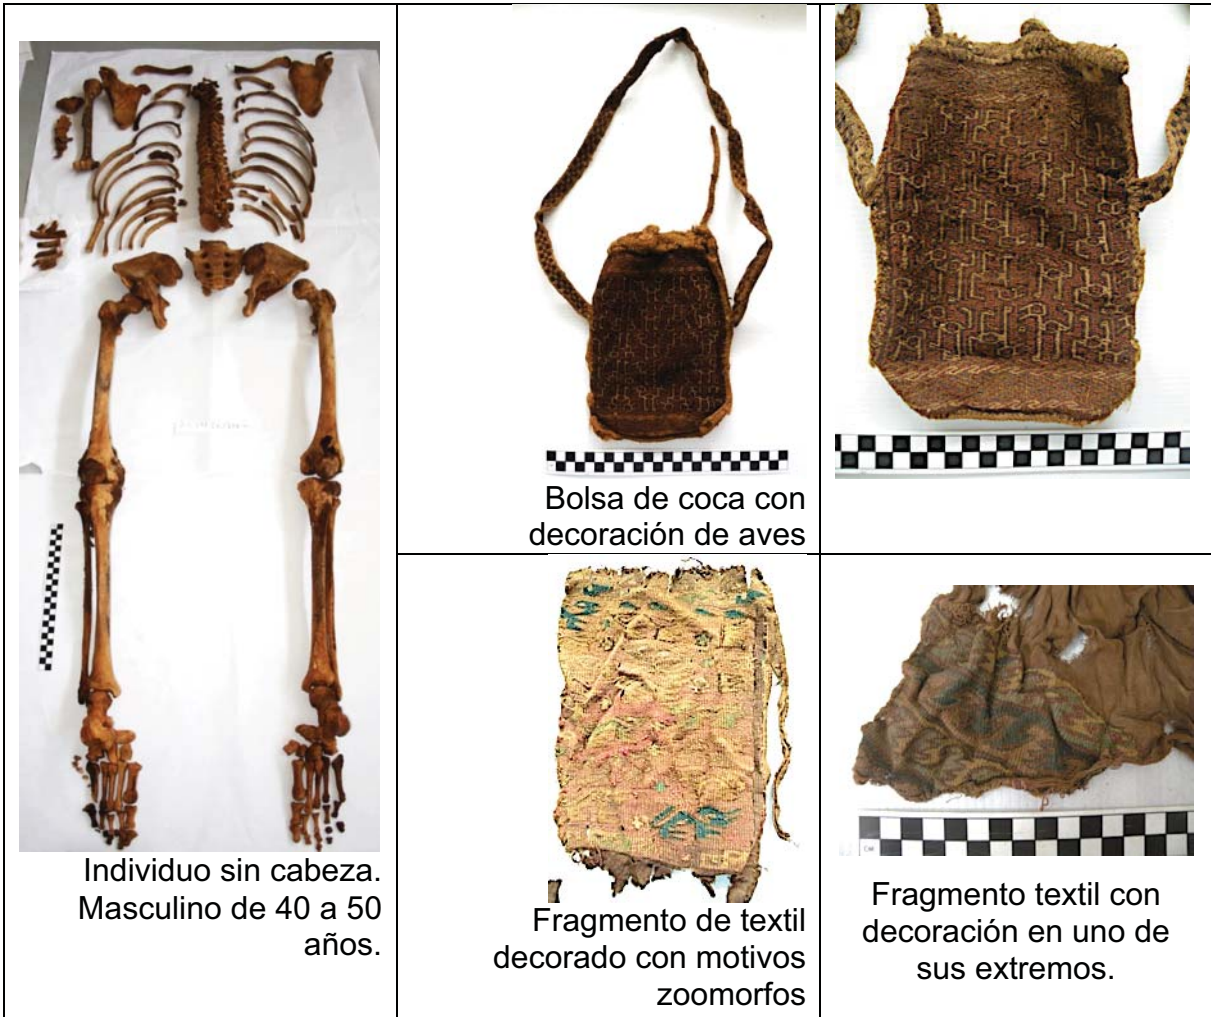 Individuo sin cabeza.
Masculino de 40 a 50
años.
Bolsa de coca con
decoración de aves
Fragmento de textil
decorado con motivos
zoomorfos
CM
Fragmento textil con
decoración en uno de
sus extremos.